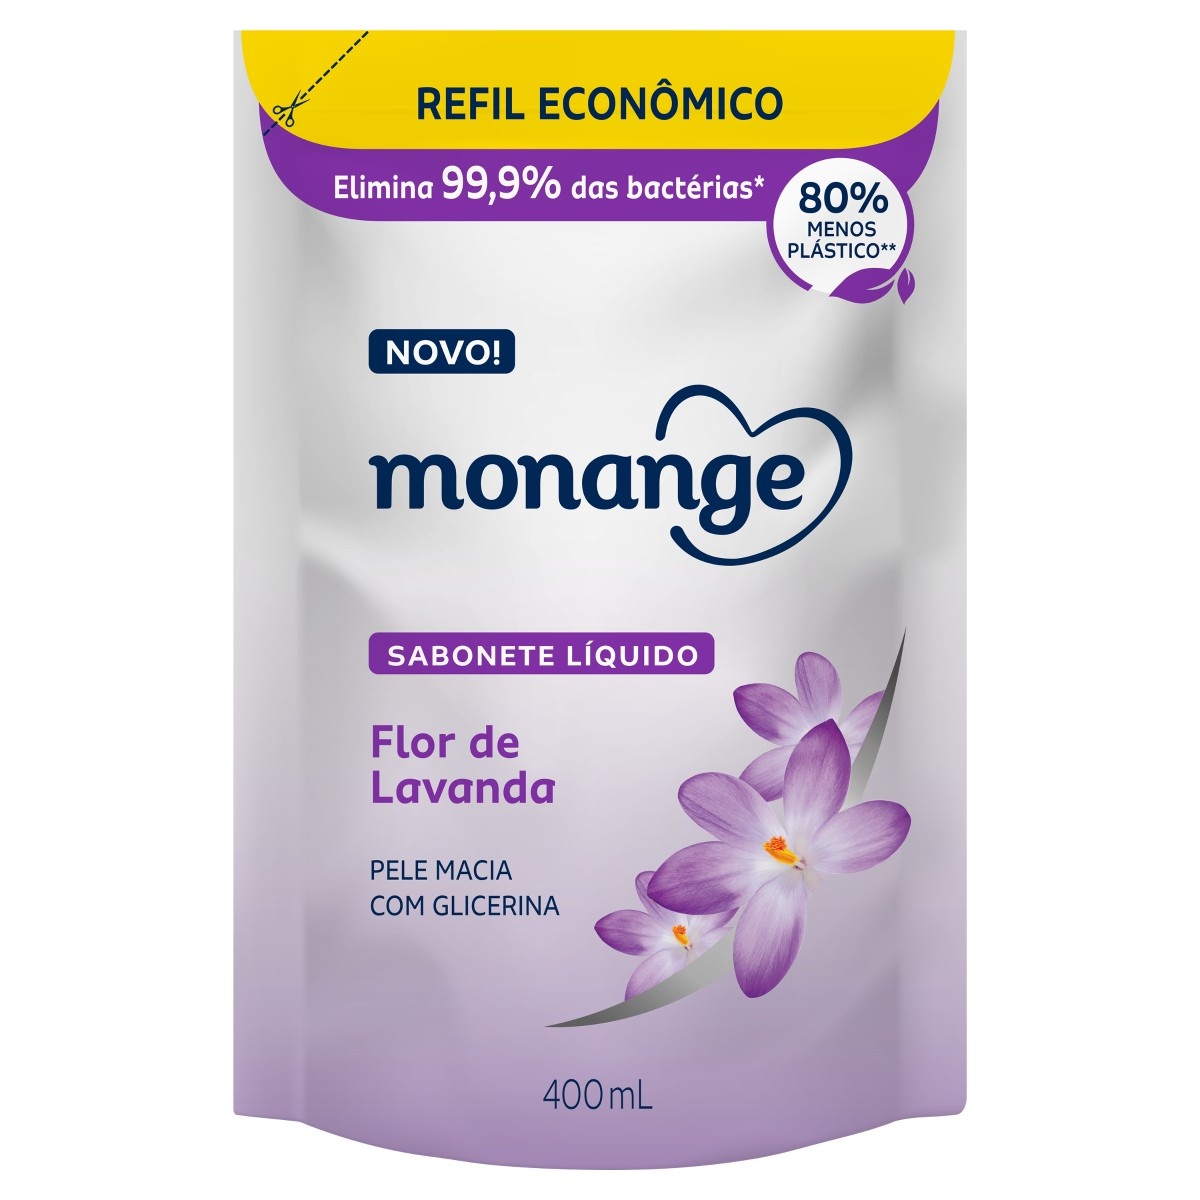 REFIL ECONÔMICO
Elimina 99,9% das bactérias*
80%
MENOS
PLÁSTICO**
NOVO!
monange
SABONETE LÍQUIDO
Flor de
Lavanda
PELE MACIA
COM GLICERINA
400mL